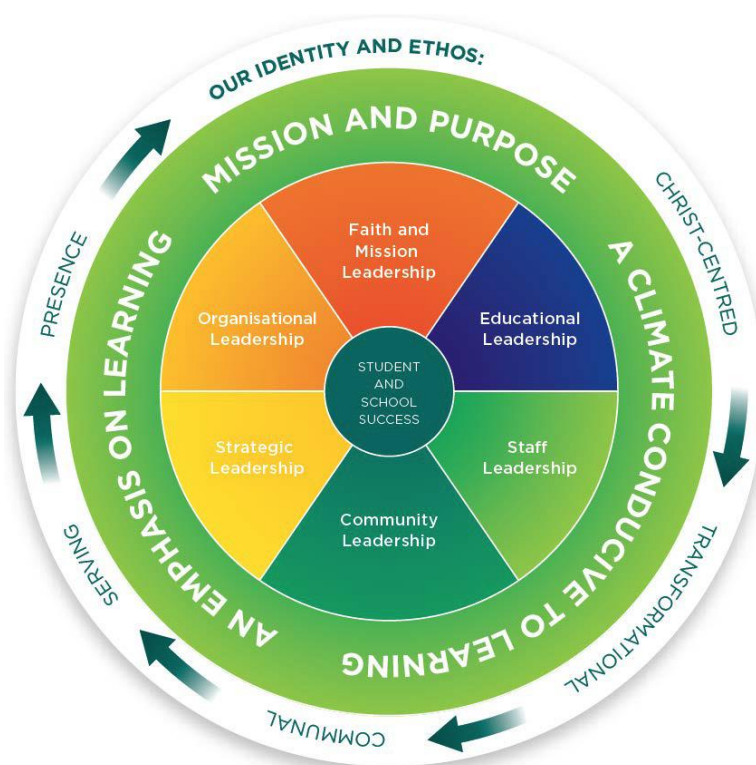 OUR IDENTITY AND ETHOS:
CHRIST-CENTRED
TRANSFORMATIONAL
COMMUNAL
SERVING
PRESENCE
MISSION AND PURPOSE
A CLIMATE CONDUCIVE TO LEARNING
AN EMPHASIS ON LEARNING
Faith and
Mission
Leadership
Educational
Leadership
Staff
Leadership
Community
Leadership
Strategic
Leadership
Organisational
Leadership
STUDENT
AND
SCHOOL
SUCCESS